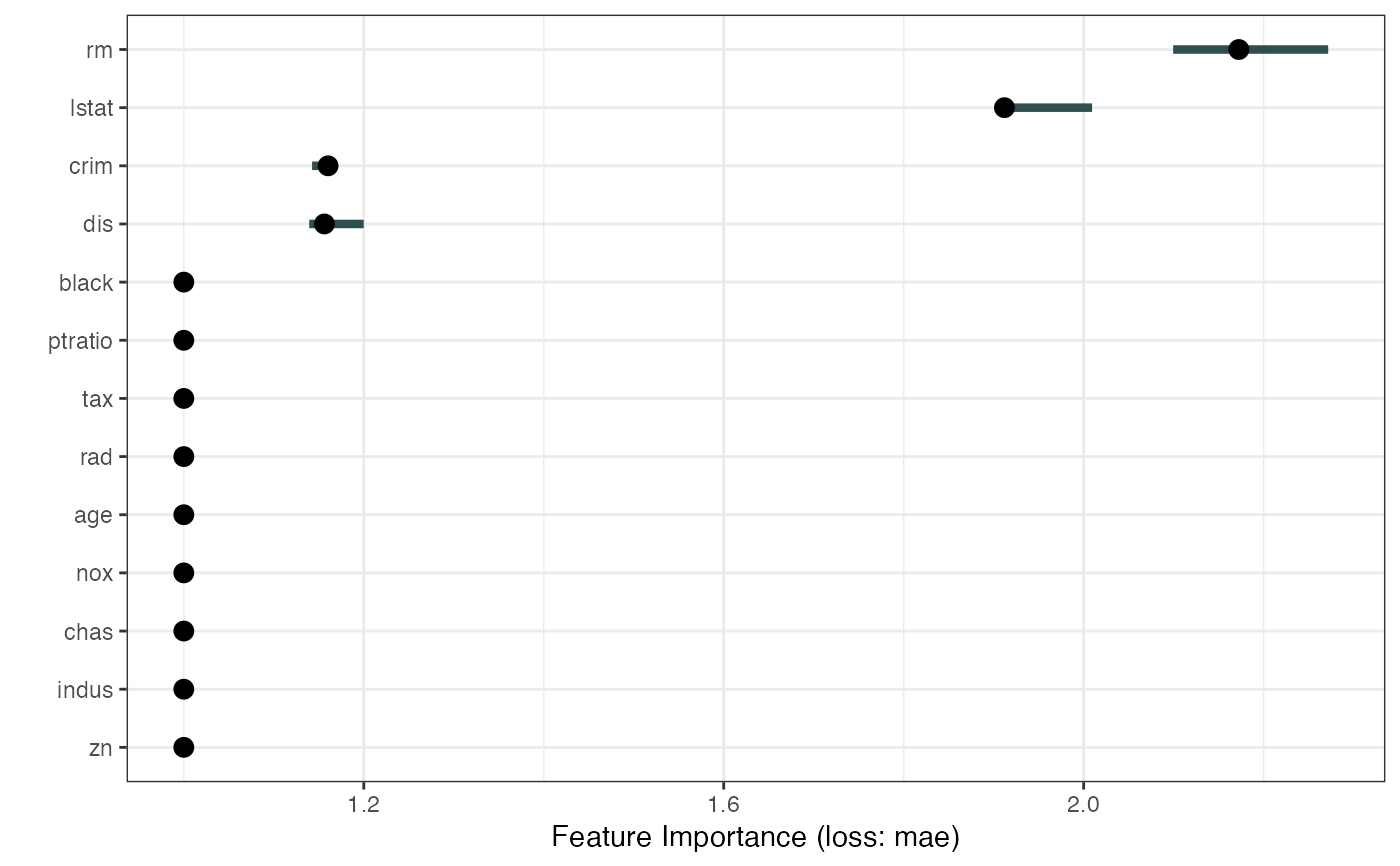 rm
lstat
crim
dis
black
ptratio
tax
rad
age
nox
chas
indus
zn
1.2 1.6 2.0
Feature Importance (loss: mae)